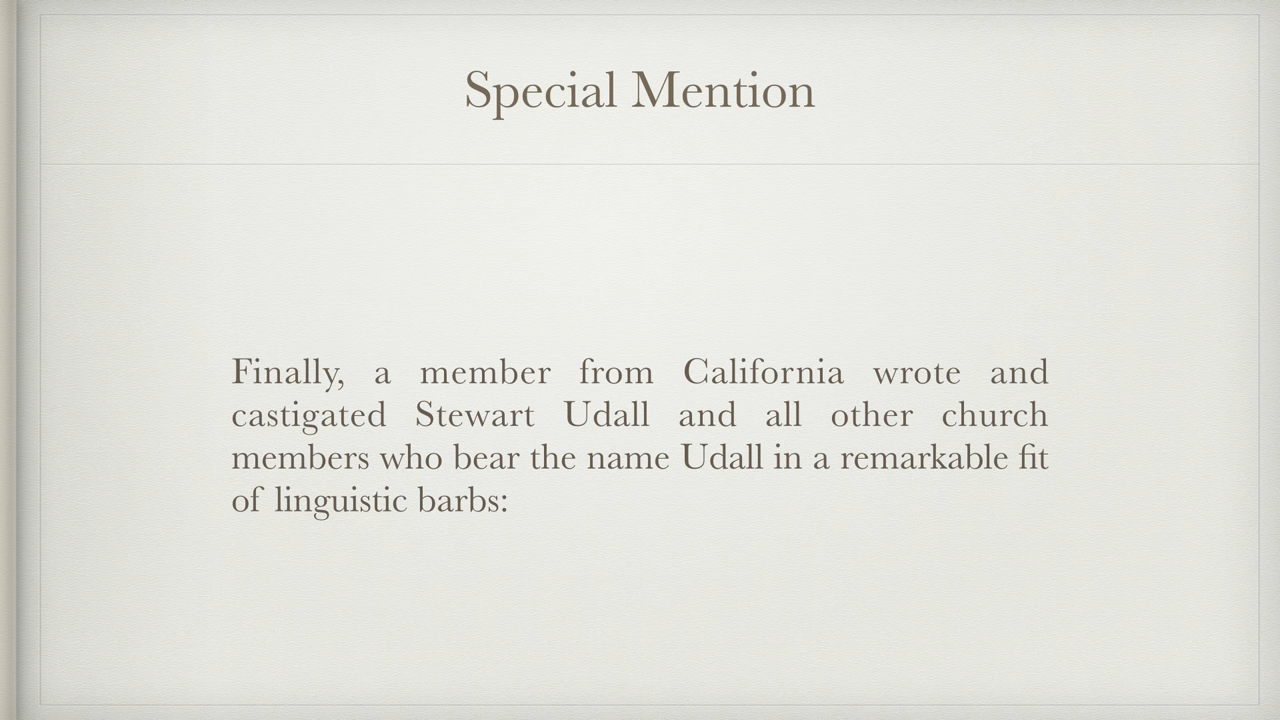 Special Mention
Finally, a member from California wrote and
castigated Stewart Udall and all other church
members who bear the name Udall in a remarkable fit
of linguistic barbs: